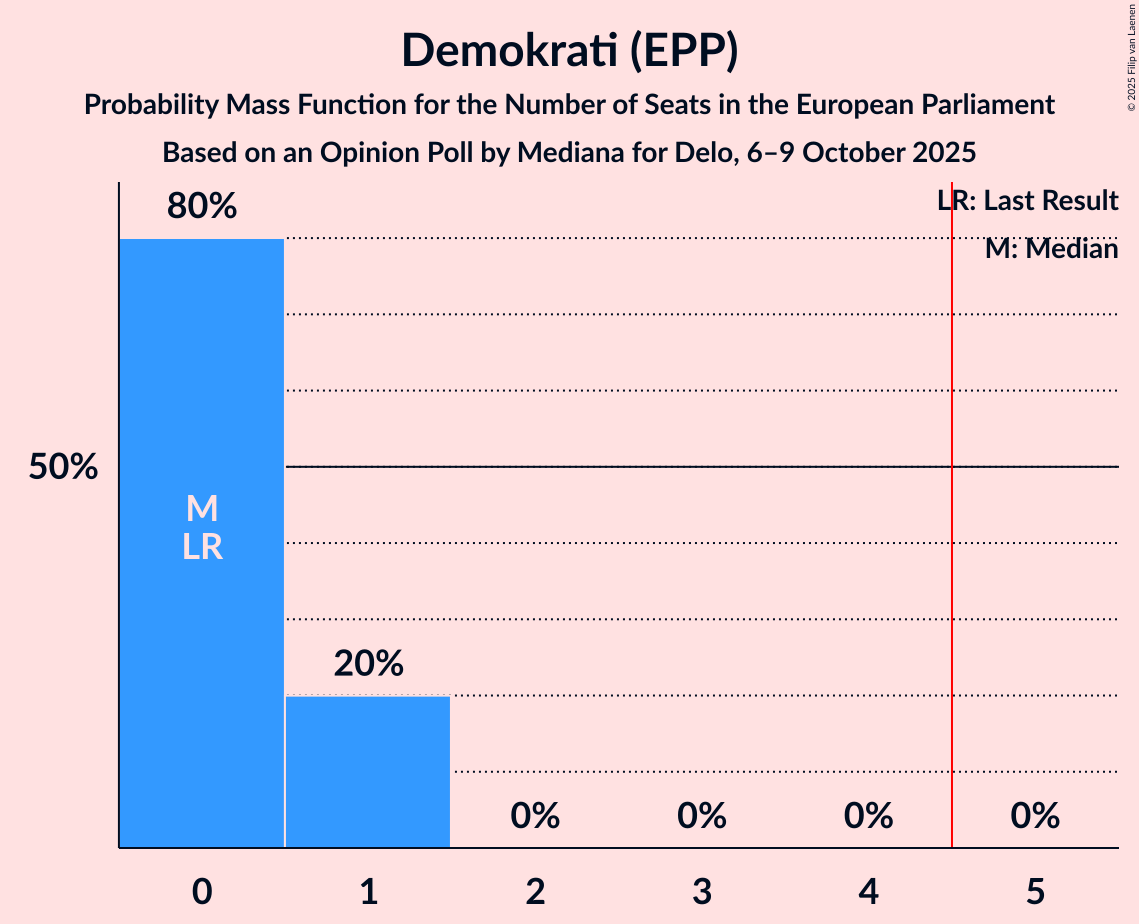 Demokrati (EPP)
Probability Mass Function for the Number of Seats in the European Parliament
Based on an Opinion Poll by Mediana for Delo, 6–9 October 2025
© 2025 Filip van Laenen
LR: Last Result
M: Median
80%
50%
M
LR
20%
0%
0%
0%
0%
0
1
2
3
4
5